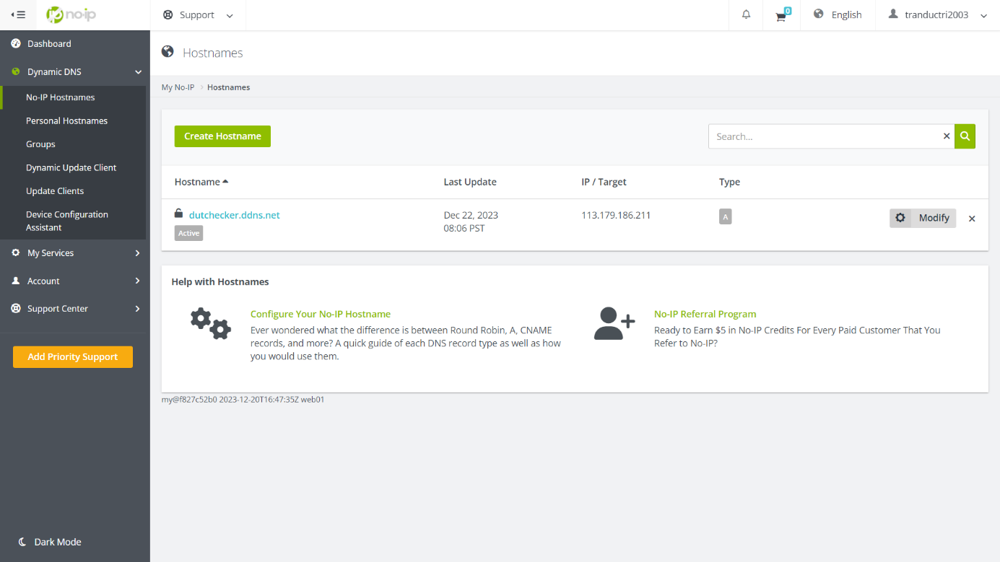 no-ip
Support
0
English
tranductri2003
Dashboard
Dynamic DNS
No-IP Hostnames
Personal Hostnames
Groups
Dynamic Update Client
Update Clients
Device Configuration
Assistant
My Services
Account
Support Center
Add Priority Support
Dark Mode
Hostnames
My No-IP Hostnames
Create Hostname
Search...
Hostname Last Update IP / Target Type
dutchecker.ddns.net Dec 22, 2023 113.179.186.211 A Modify
08:06 PST
Active
Help with Hostnames
Configure Your No-IP Hostname
Ever wondered what the difference is between Round Robin, A, CNAME
records, and more? A quick guide of each DNS record type as well as how
you would use them.
No-IP Referral Program
Ready to Earn $5 in No-IP Credits For Every Paid Customer That You
Refer to No-IP?
my@f827c52b0 2023-12-20T16:47:35Z web01